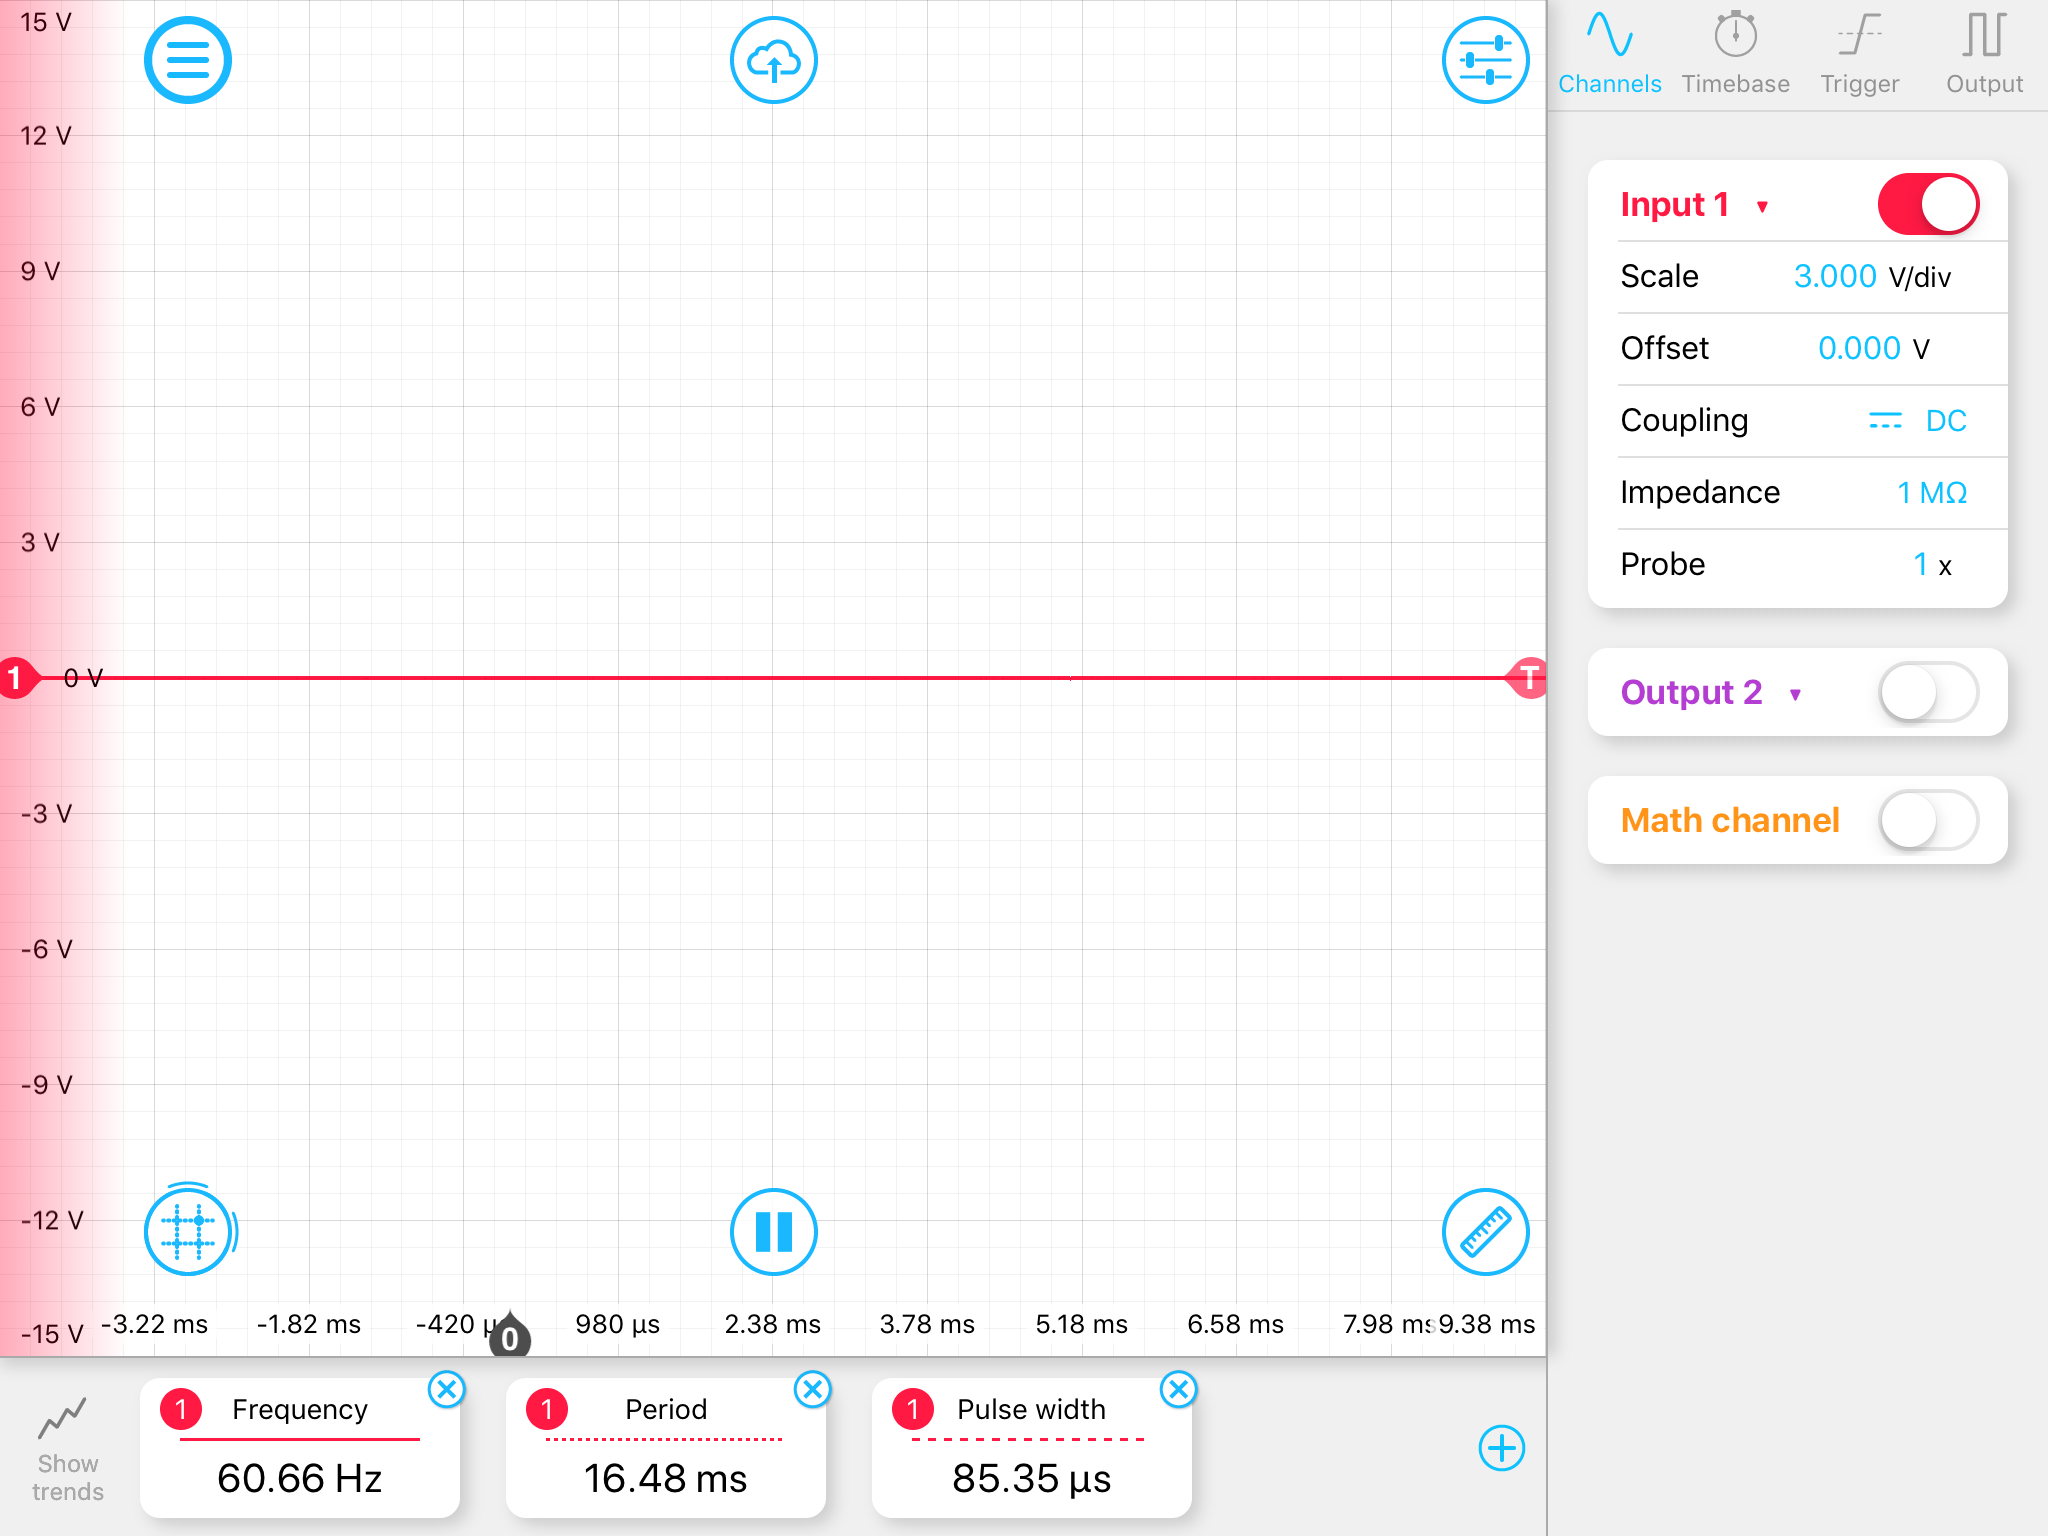 15 V
12 V
9 V
6 V
3 V
1
0 V
T
-3 V
-6 V
-9 V
-12 V
-15 V
-3.22 ms
-1.82 ms
-420
0
980 µs
2.38 ms
3.78 ms
5.18 ms
6.58 ms
7.98 ms
9.38 ms
Channels
Timebase
Trigger
Output
Input 1 ▼
Scale 3.000 V/div
Offset 0.000 V
Coupling DC
Impedance 1 MΩ
Probe 1 x
Output 2 ▼
Math channel
Show
trends
1 Frequency
60.66 Hz
1 Period
16.48 ms
1 Pulse width
85.35 µs